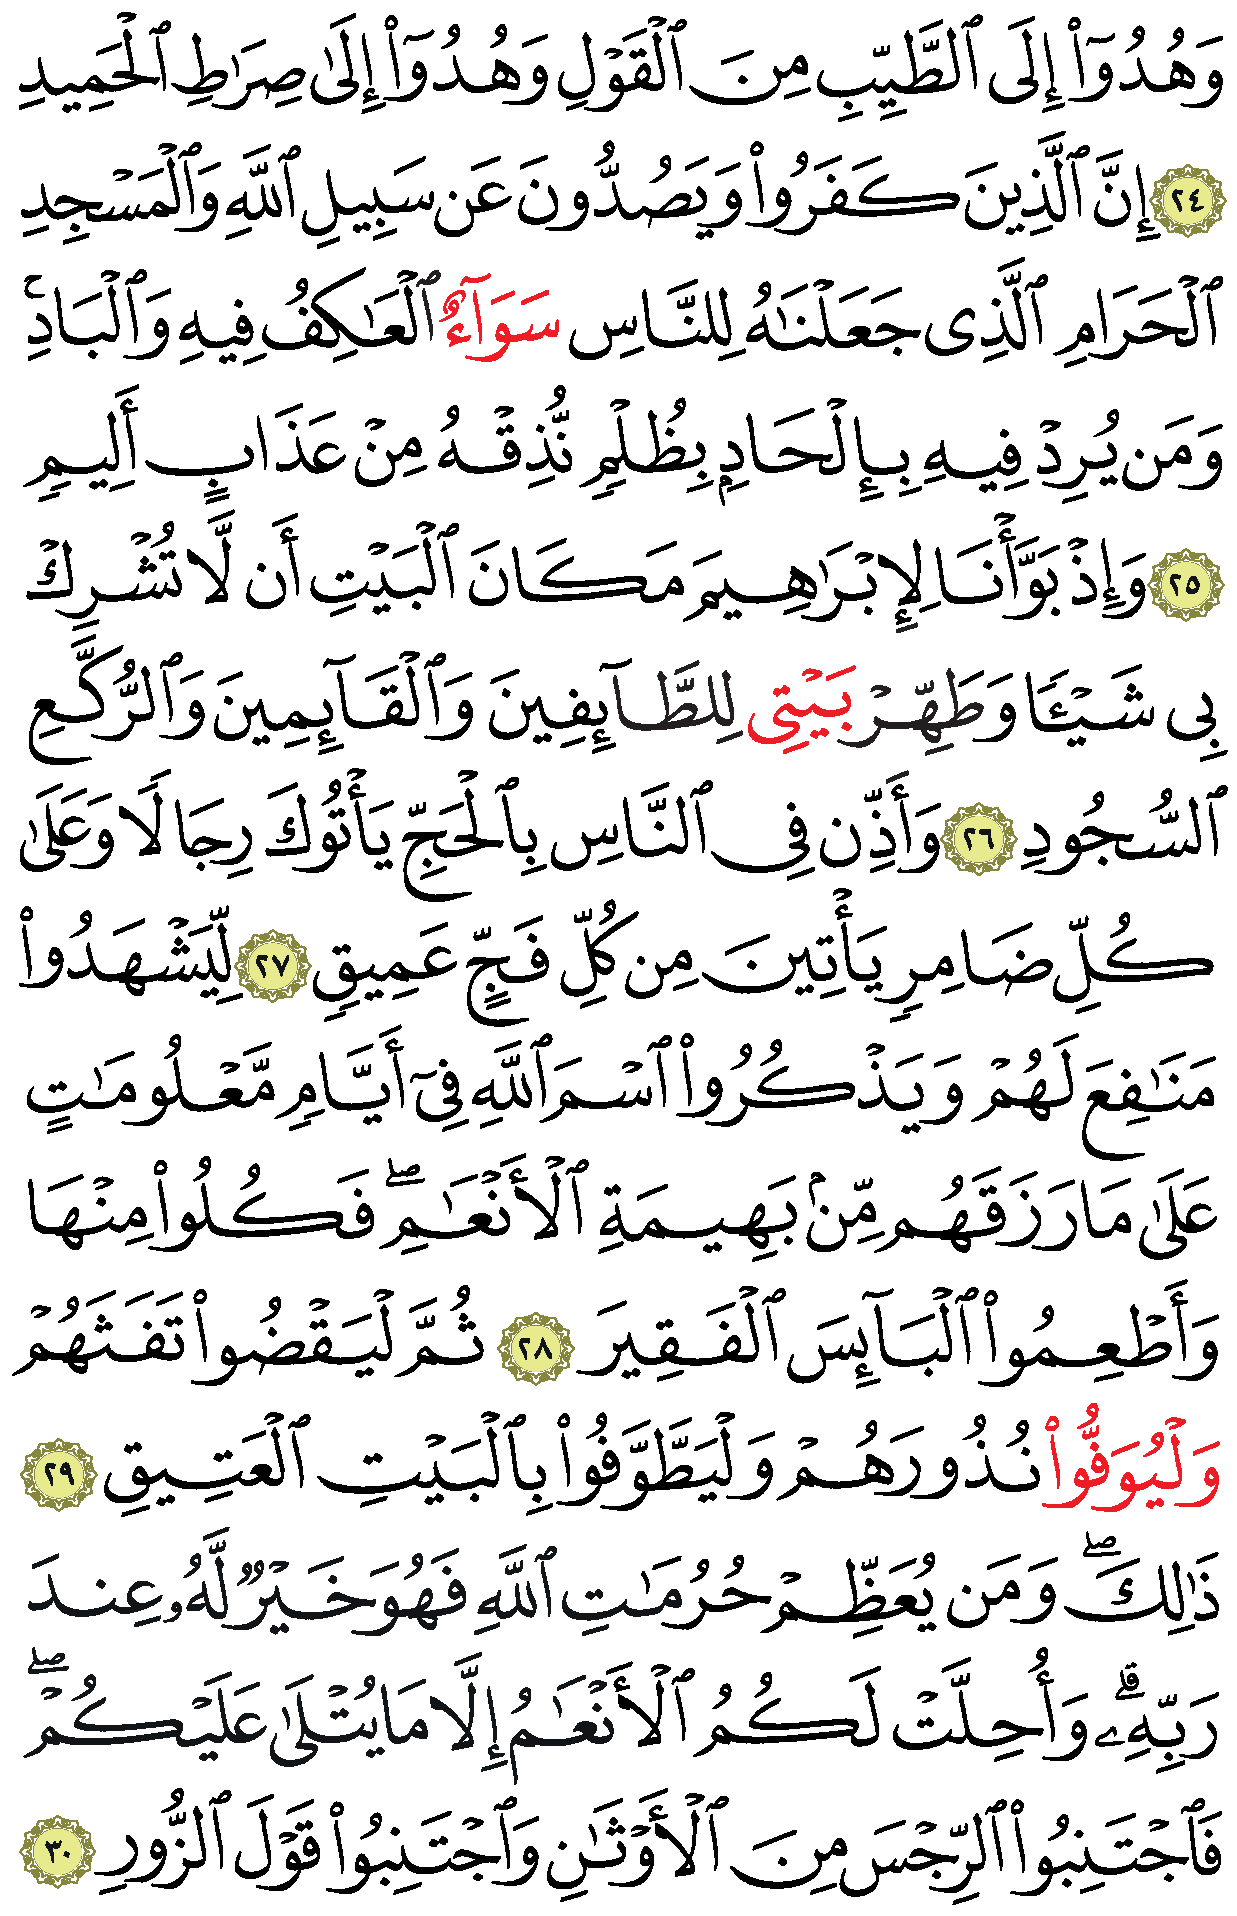 وَهُدُوٓا۟ إِلَى ٱلطَّيِّبِ مِنَ ٱلْقَوْلِ وَهُدُوٓا۟ إِلَىٰ صِرَٰطِ ٱلْحَمِيدِ
٢٤ إِنَّ ٱلَّذِينَ كَفَرُوا۟ وَيَصُدُّونَ عَن سَبِيلِ ٱللَّهِ وَٱلْمَسْجِدِ
ٱلْحَرَامِ ٱلَّذِى جَعَلْنَٰهُ لِلنَّاسِ سَوَآءٌ ٱلْعَٰكِفُ فِيهِ وَٱلْبَادِۦ
وَمَن يُرِدْ فِيهِ بِإِلْحَادٍۭ بِظُلْمٍ نُّذِقْهُ مِنْ عَذَابٍ أَلِيمٍ
٢٥ وَإِذْ بَوَّأْنَا لِإِبْرَٰهِيمَ مَكَانَ ٱلْبَيْتِ أَن لَّا تُشْرِكْ
بِى شَيْـًٔا وَطَهِّرْ بَيْتِى لِلطَّآئِفِينَ وَٱلْقَآئِمِينَ وَٱلرُّكَّعِ
ٱلسُّجُودِ ٢٦ وَأَذِّن فِى ٱلنَّاسِ بِٱلْحَجِّ يَأْتُوكَ رِجَالًا وَعَلَىٰ
كُلِّ ضَامِرٍ يَأْتِينَ مِن كُلِّ فَجٍّ عَمِيقٍ ٢٧ لِّيَشْهَدُوا۟
مَنَٰفِعَ لَهُمْ وَيَذْكُرُوا۟ ٱسْمَ ٱللَّهِ فِىٓ أَيَّامٍ مَّعْلُومَٰتٍ
عَلَىٰ مَا رَزَقَهُم مِّنۢ بَهِيمَةِ ٱلْأَنْعَٰمِ ۖ فَكُلُوا۟ مِنْهَا
وَأَطْعِمُوا۟ ٱلْبَآئِسَ ٱلْفَقِيرَ ٢٨ ثُمَّ لْيَقْضُوا۟ تَفَثَهُمْ
وَلْيُوَفُّوا۟ نُذُورَهُمْ وَلْيَطَّوَّفُوا۟ بِٱلْبَيْتِ ٱلْعَتِيقِ ٢٩
ذَٰلِكَ ۖ وَمَن يُعَظِّمْ حُرُمَٰتِ ٱللَّهِ فَهُوَ خَيْرٌ لَّهُۥ عِندَ
رَبِّهِۦ ۗ وَأُحِلَّتْ لَكُمُ ٱلْأَنْعَٰمُ إِلَّا مَا يُتْلَىٰ عَلَيْكُمْ ۖ
فَٱجْتَنِبُوا۟ ٱلرِّجْسَ مِنَ ٱلْأَوْثَٰنِ وَٱجْتَنِبُوا۟ قَوْلَ ٱلزُّورِ ٣٠